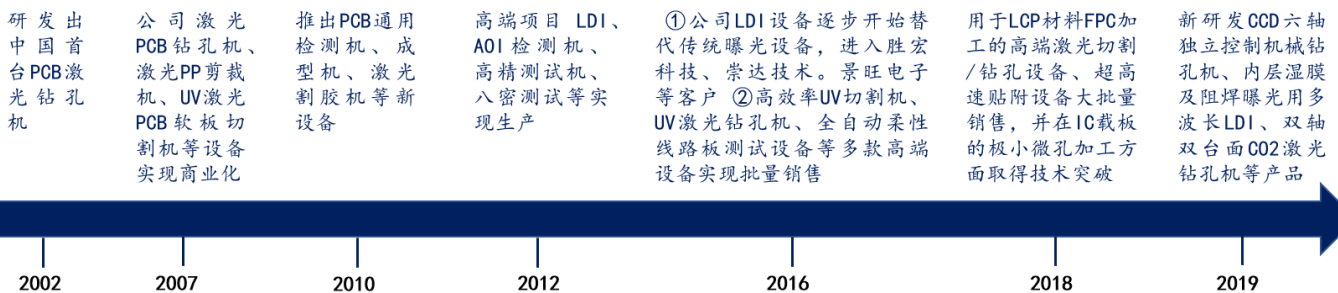 研发出
中国首
台PCB激
光钻孔
机
公司激光
PCB钻孔机、
激光PP剪裁
机、UV激光
PCB软板切
割机等设备
实现商业化
推出PCB通用
检测机、成
型机、激光
割胶机等新
设备
高端项目 LDI、
AOI检测机、
高精测试机、
八密测试等实
现生产
①公司LDI设备逐步开始替
代传统曝光设备，进入胜宏
科技、崇达技术。景旺电子
等客户 ②高效率UV切割机、
UV激光钻孔机、全自动柔性
线路板测试设备等多款高端
设备实现批量销售
用于LCP材料FPC加
工的高端激光切割
/钻孔设备、超高
速贴附设备大批量
销售，并在IC载板
的极小微孔加工方
面取得技术突破
新研发CCD六轴
独立控制机械钻
孔机、内层湿膜
及阻焊曝光用多
波长LDI、双轴
双台面CO2激光
钻孔机等产品
2002
2007
2010
2012
2016
2018
2019